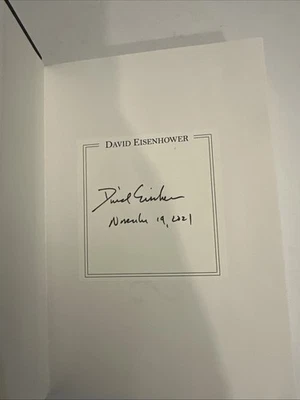 DAVID EISENHOWER
David Eisenhower
November 19, 2021